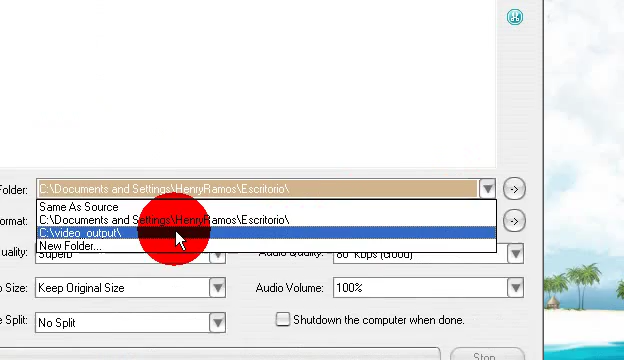 Folder: C:\Documents and Settings\HenryRamos\Escritorio\ ->
Same As Source
C:\Documents and Settings\HenryRamos\Escritorio\
ormat: ->
C:\video_output\
New Folder...
uality: Superb Audio Quality: 80 Kbps (Good)
o Size: Keep Original Size Audio Volume: 100%
e Split: No Split Shutdown the computer when done.
Stop